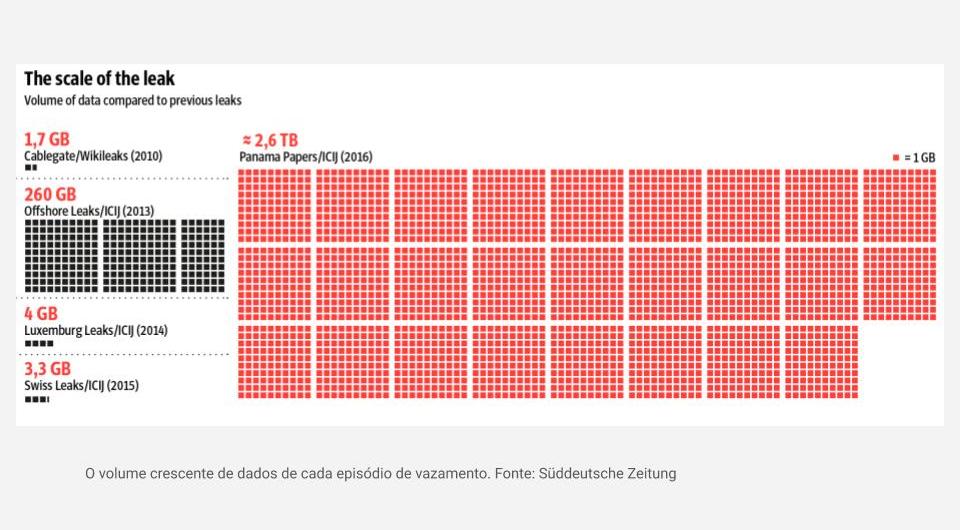 The scale of the leak
Volume of data compared to previous leaks
1,7 GB
Cablegate/Wikileaks (2010)
260 GB
Offshore Leaks/ICIJ (2013)
4 GB
Luxemburg Leaks/ICIJ (2014)
3,3 GB
Swiss Leaks/ICIJ (2015)
≈ 2,6 TB
Panama Papers/ICIJ (2016)
= 1 GB
O volume crescente de dados de cada episódio de vazamento. Fonte: Süddeutsche Zeitung